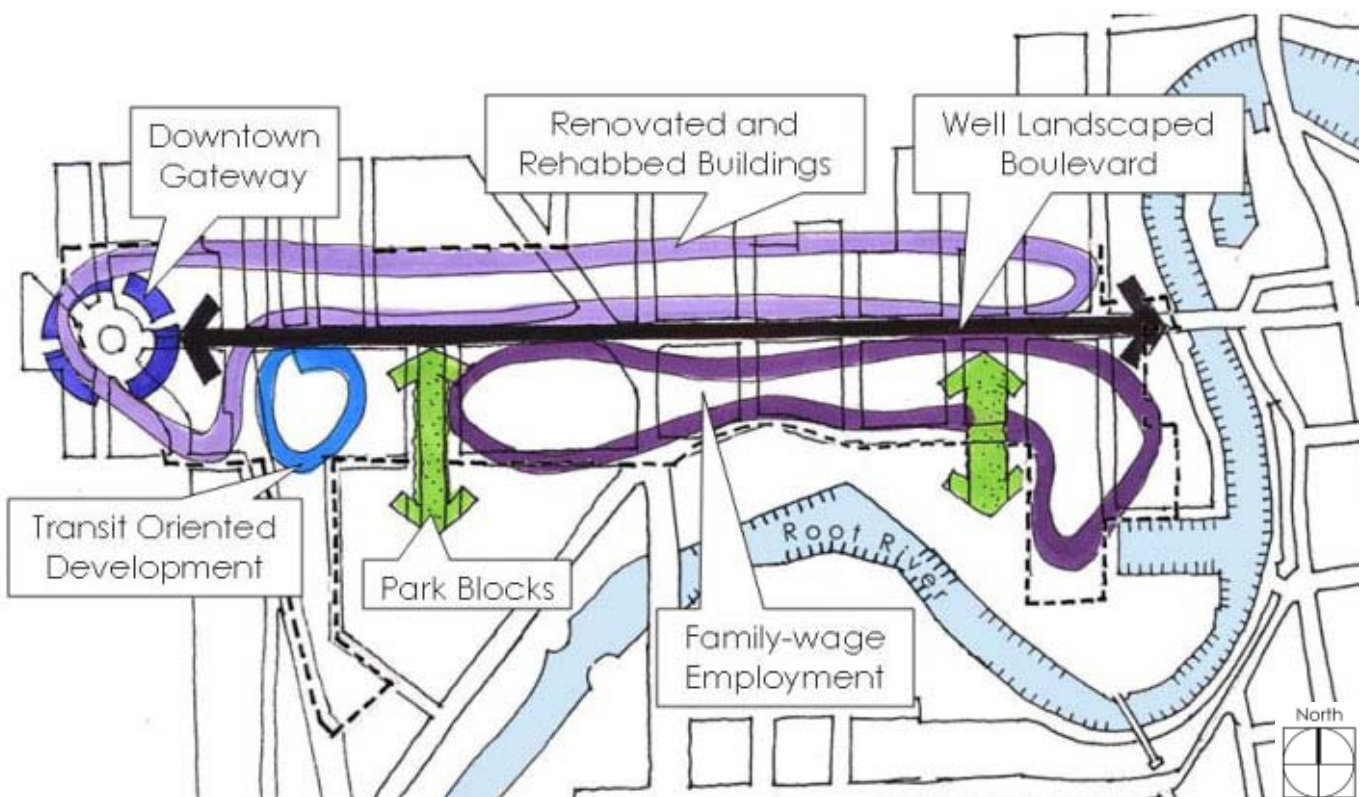 Downtown
Gateway
Renovated and
Rehabbed Buildings
Well Landscaped
Boulevard
Transit Oriented
Development
Park Blocks
Root River
Family-wage
Employment
North